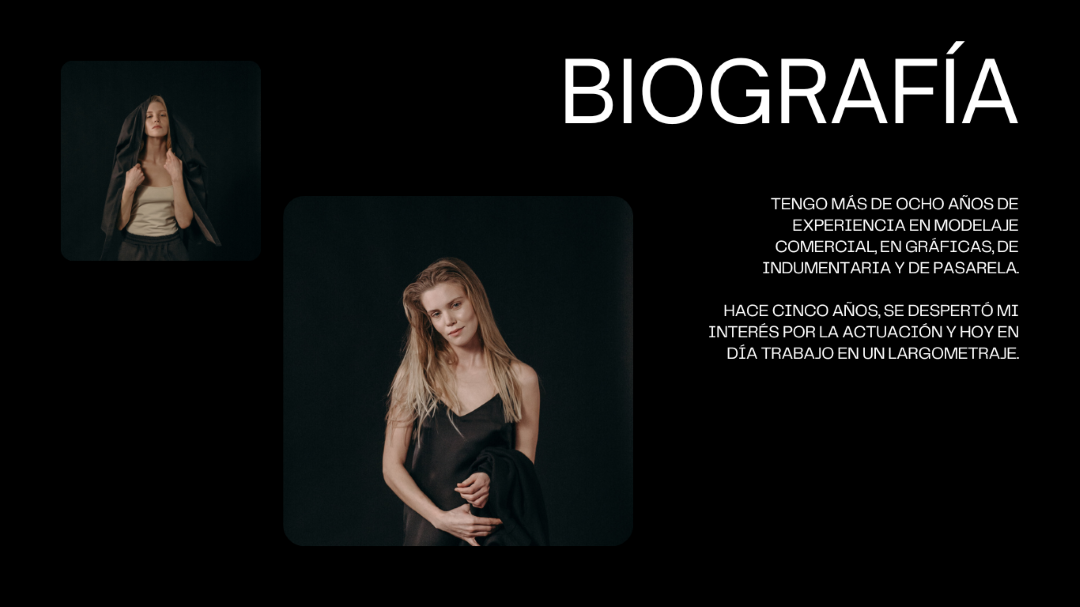 BIOGRAFÍA
TENGO MÁS DE OCHO AÑOS DE
EXPERIENCIA EN MODELAJE
COMERCIAL, EN GRÁFICAS, DE
INDUMENTARIA Y DE PASARELA.
HACE CINCO AÑOS, SE DESPERTÓ MI
INTERÉS POR LA ACTUACIÓN Y HOY EN
DÍA TRABAJO EN UN LARGOMETRAJE.